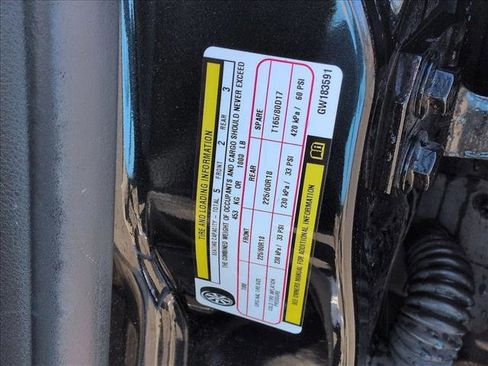 TIRE AND LOADING INFORMATION
SEATING CAPACITY - TOTAL 5 FRONT 2 REAR 3
THE COMBINED WEIGHT OF OCCUPANTS AND CARGO SHOULD NEVER EXCEED
453 KG OR 1000 LB
FRONT REAR SPARE
ORIGINAL TIRE SIZE 225/60R18 225/60R18 T165/80D17
COLD TIRE INFLATION PRESSURE 230 kPa / 33 PSI 230 kPa / 33 PSI 420 kPa / 60 PSI
SEE OWNERS MANUAL FOR ADDITIONAL INFORMATION
GW183591